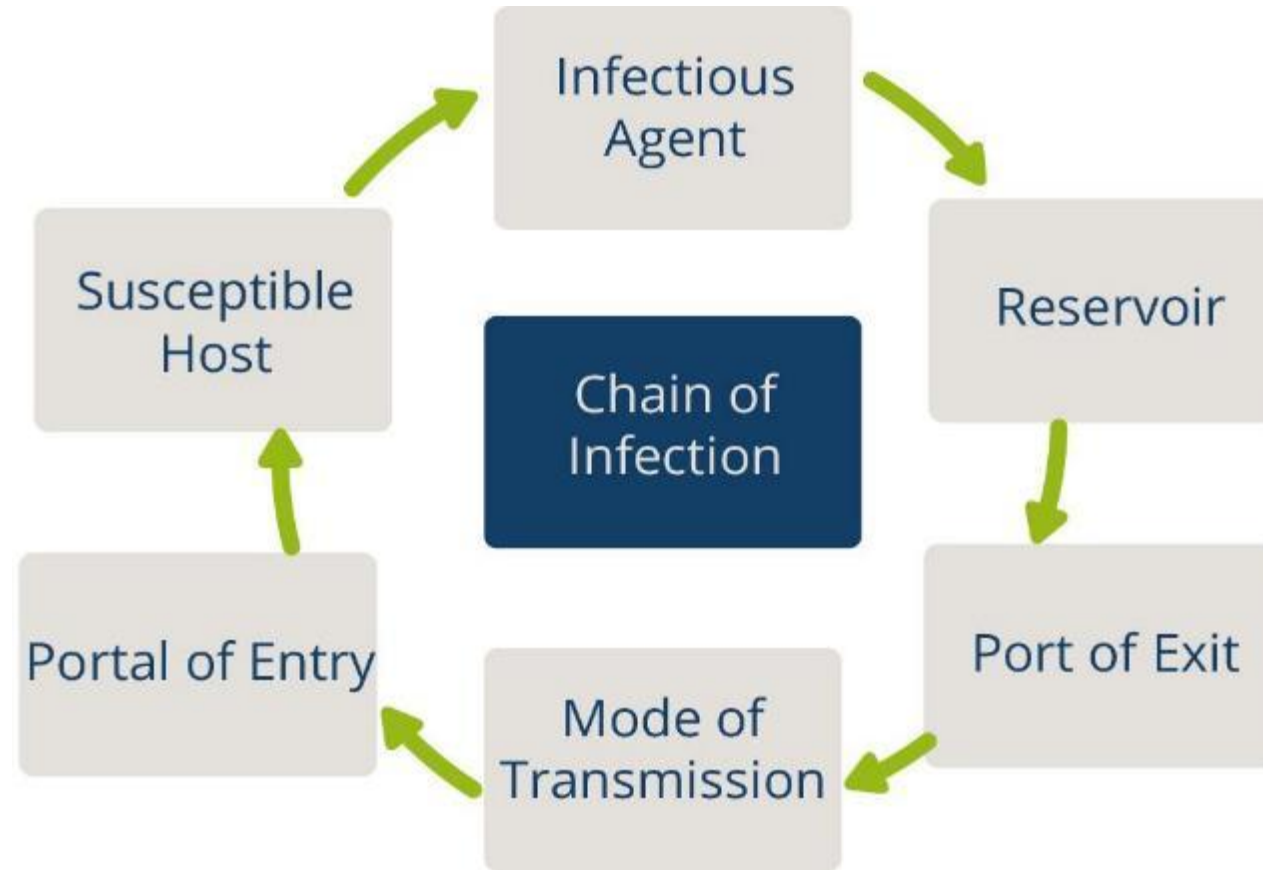 Infectious
Agent
Reservoir
Port of Exit
Mode of
Transmission
Portal of Entry
Susceptible
Host
Chain of
Infection